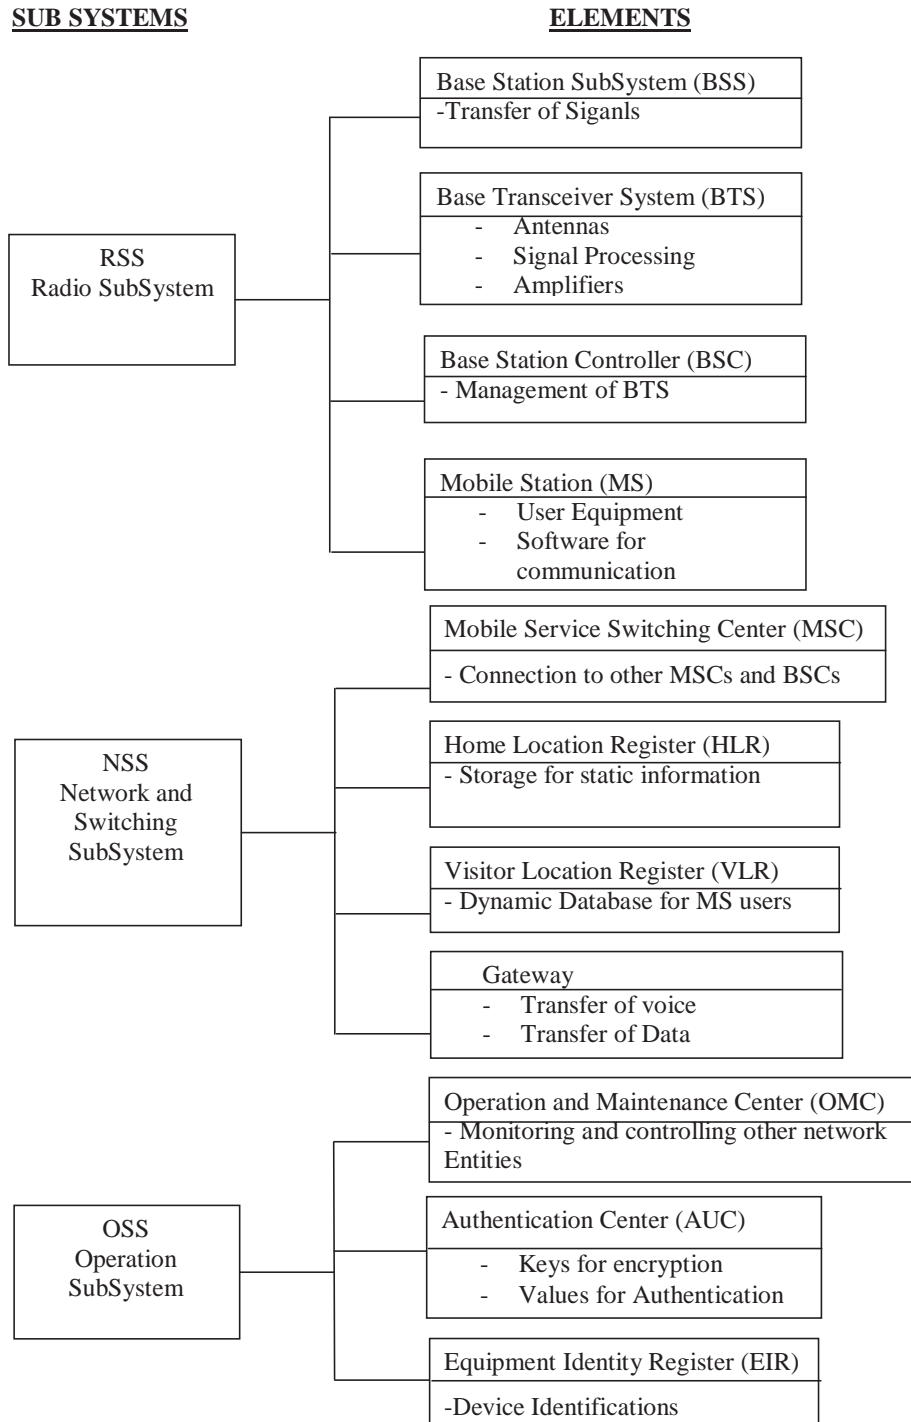 SUB SYSTEMS
ELEMENTS
Base Station SubSystem (BSS)
-Transfer of Siganls
Base Transceiver System (BTS)
- Antennas
- Signal Processing
- Amplifiers
RSS
Radio SubSystem
Base Station Controller (BSC)
- Management of BTS
Mobile Station (MS)
- User Equipment
- Software for
communication
Mobile Service Switching Center (MSC)
- Connection to other MSCs and BSCs
NSS
Network and
Switching
SubSystem
Home Location Register (HLR)
- Storage for static information
Visitor Location Register (VLR)
- Dynamic Database for MS users
Gateway
- Transfer of voice
- Transfer of Data
Operation and Maintenance Center (OMC)
- Monitoring and controlling other network
Entities
OSS
Operation
SubSystem
Authentication Center (AUC)
- Keys for encryption
- Values for Authentication
Equipment Identity Register (EIR)
-Device Identifications